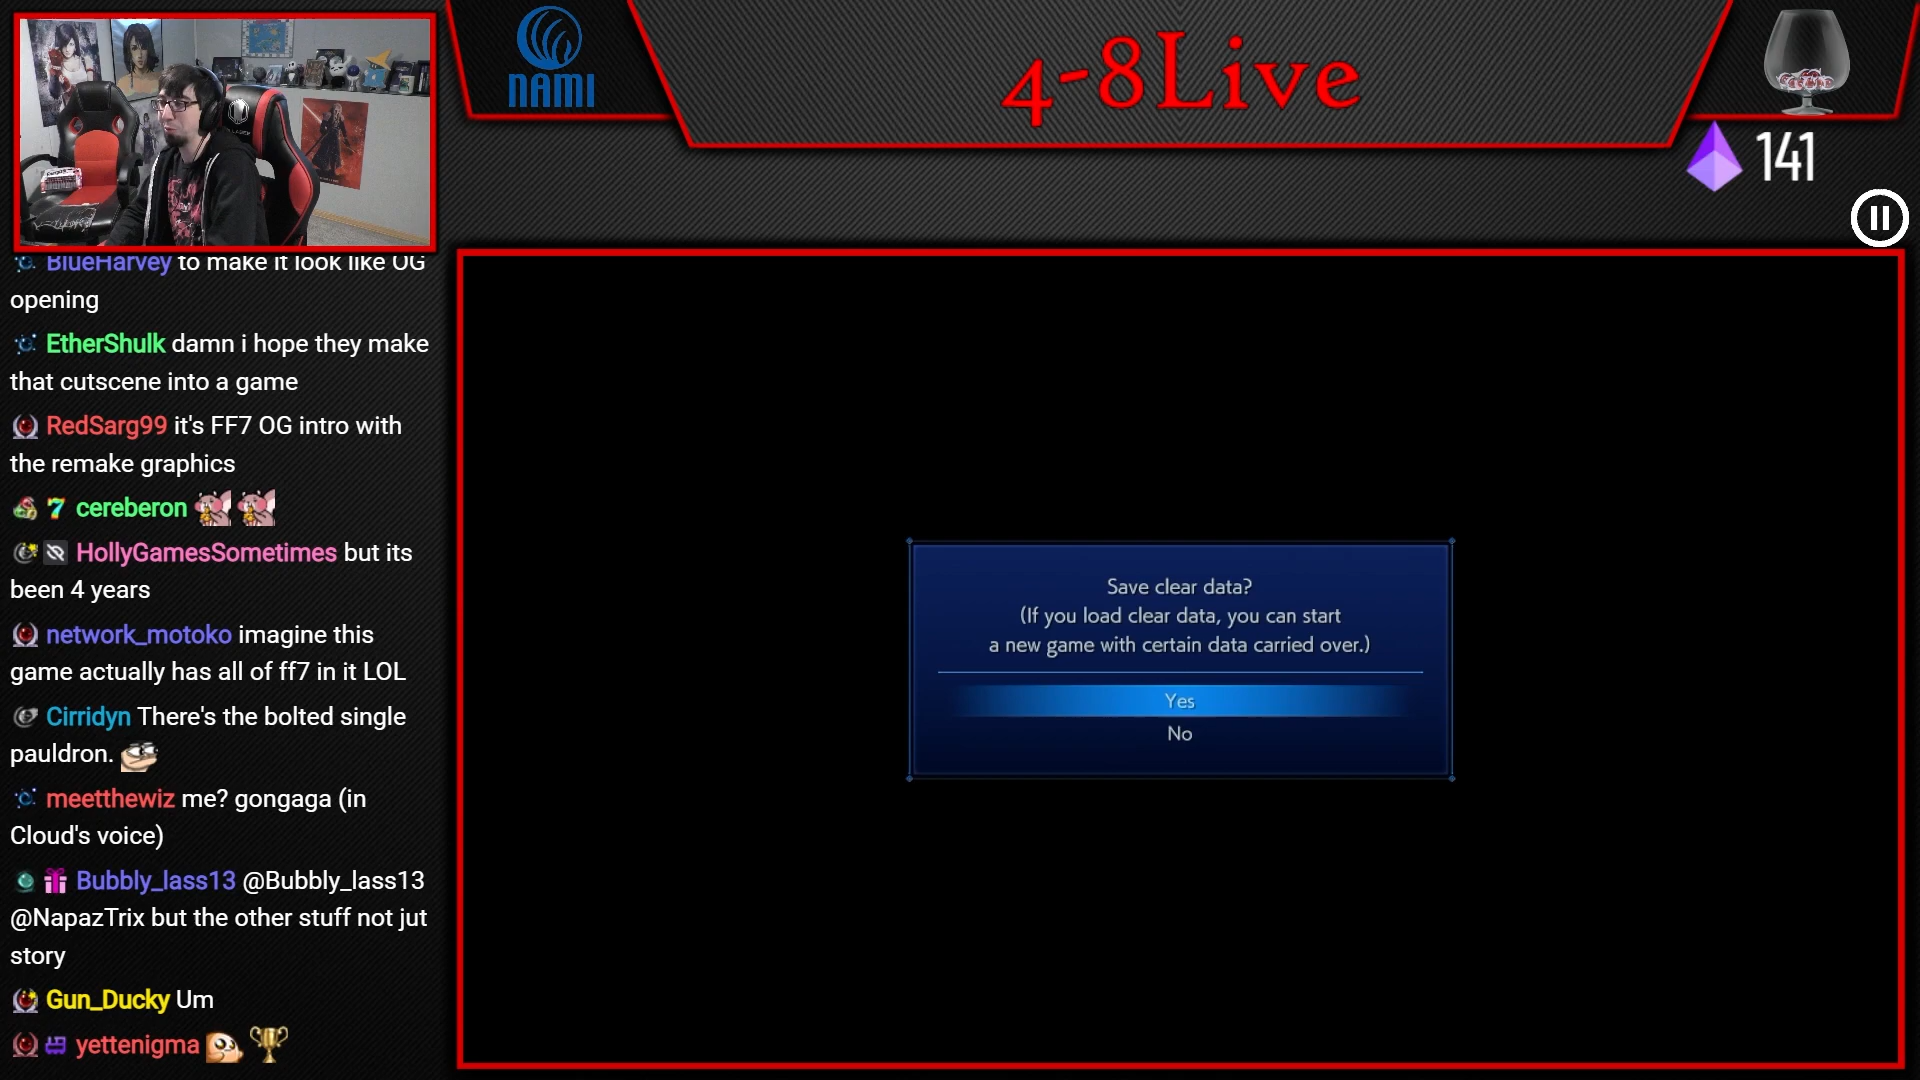 NAMI
4-8Live
141
BlueHarvey to make it look like OG
opening
EtherShulk damn i hope they make
that cutscene into a game
RedSarg99 it's FF7 OG intro with
the remake graphics
7 cereberon
HollyGamesSometimes but its
been 4 years
network_motoko imagine this
game actually has all of ff7 in it LOL
Cirridyn There's the bolted single
pauldron.
meetthewiz me? gongaga (in
Cloud's voice)
Bubbly_lass13 @Bubbly_lass13
@NapazTrix but the other stuff not jut
story
Gun_Ducky Um
yettenigma
Save clear data?
(If you load clear data, you can start
a new game with certain data carried over.)
Yes
No